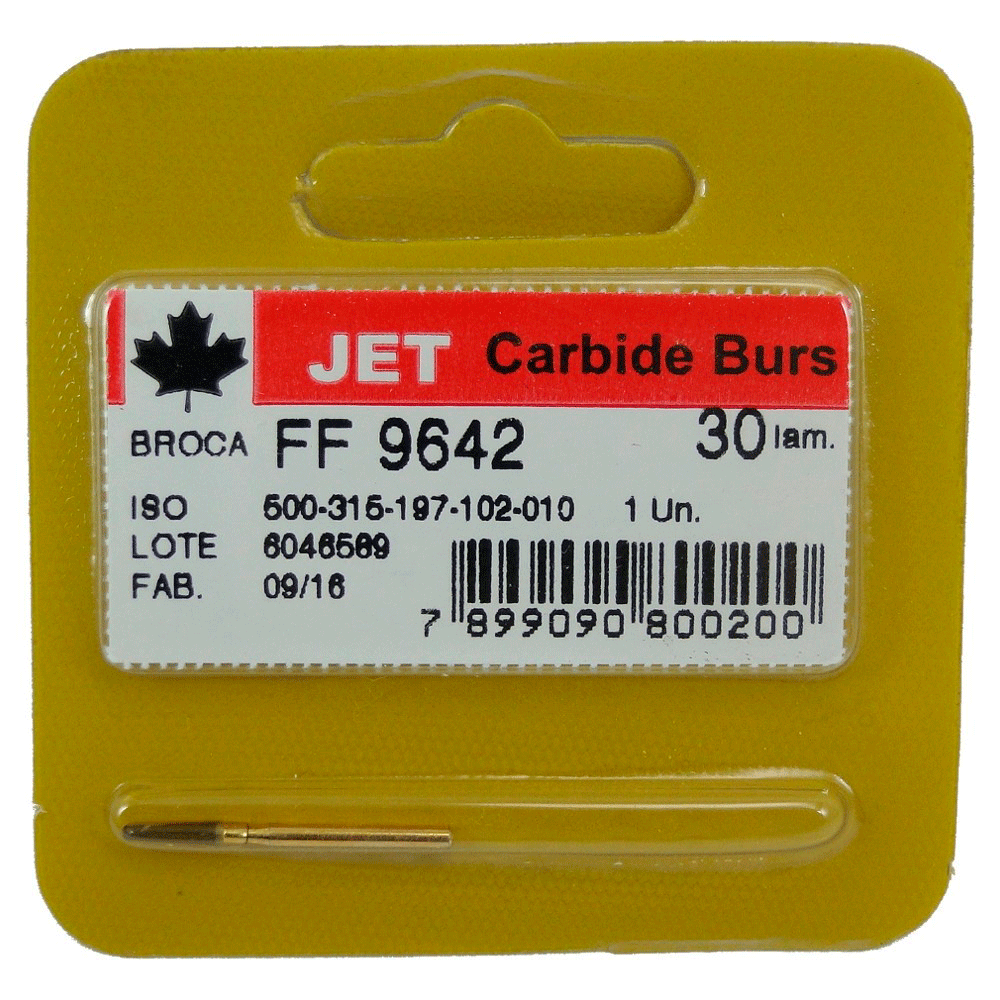 JET Carbide Burs
BROCA FF 9642 30 lam.
ISO 500-315-197-102-010 1 Un.
LOTE 6046569
FAB. 09/16
7 899090 800200